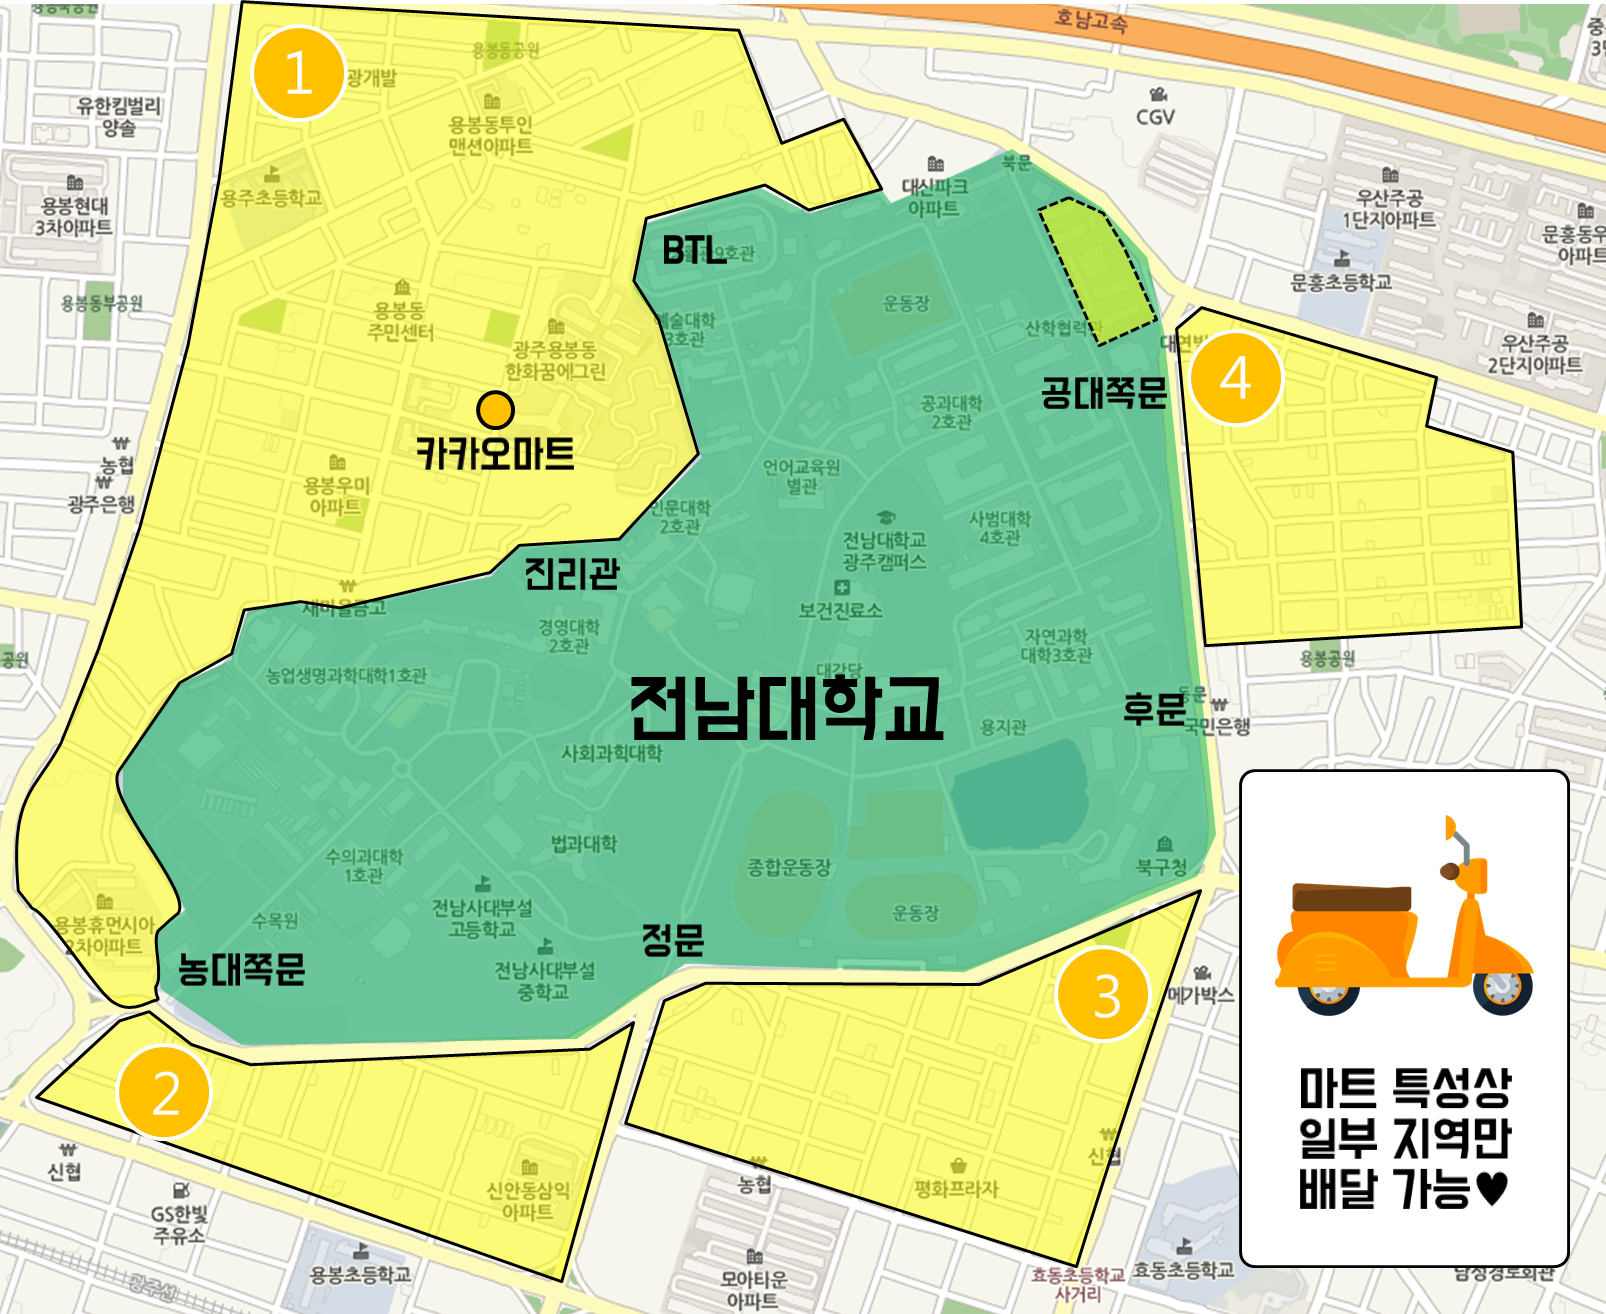 호남고속
1
광개발
용봉동공원
유한킴벌리
양솔
용봉동투인
맨션아파트
CGV
용주초등학교
용봉현대
3차아파트
북문
대신파크
아파트
우산주공
1단지아파트
문흥동우
아파트
문흥초등학교
BTL
용봉동부공원
용봉동
주민센터
예술대학
3호관
운동장
산학협력관
우산주공
2단지아파트
광주용봉동
한화꿈에그린
4
공대쪽문
공과대학
2호관
카카오마트
농협
광주은행
용봉우미
아파트
언어교육원
별관
인문대학
2호관
사범대학
4호관
전남대학교
광주캠퍼스
진리관
새마을금고
보건진료소
경영대학
2호관
자연과학
대학3호관
공원
용봉공원
농업생명과학대학1호관
대강당
전남대학교
후문
동문
국민은행
용지관
사회과학대학
법과대학
수의과대학
1호관
종합운동장
북구청
용봉휴먼시아
2차아파트
수목원
전남사대부설
고등학교
운동장
정문
농대쪽문
전남사대부설
중학교
3
메가박스
2
마트 특성상
일부 지역만
배달 가능♥
신협
신협
농협
평화프라자
신안동삼익
아파트
GS한빛
주유소
용봉초등학교
모아타운
아파트
효동초등학교
사거리
효동초등학교
남성경로회관
광주선